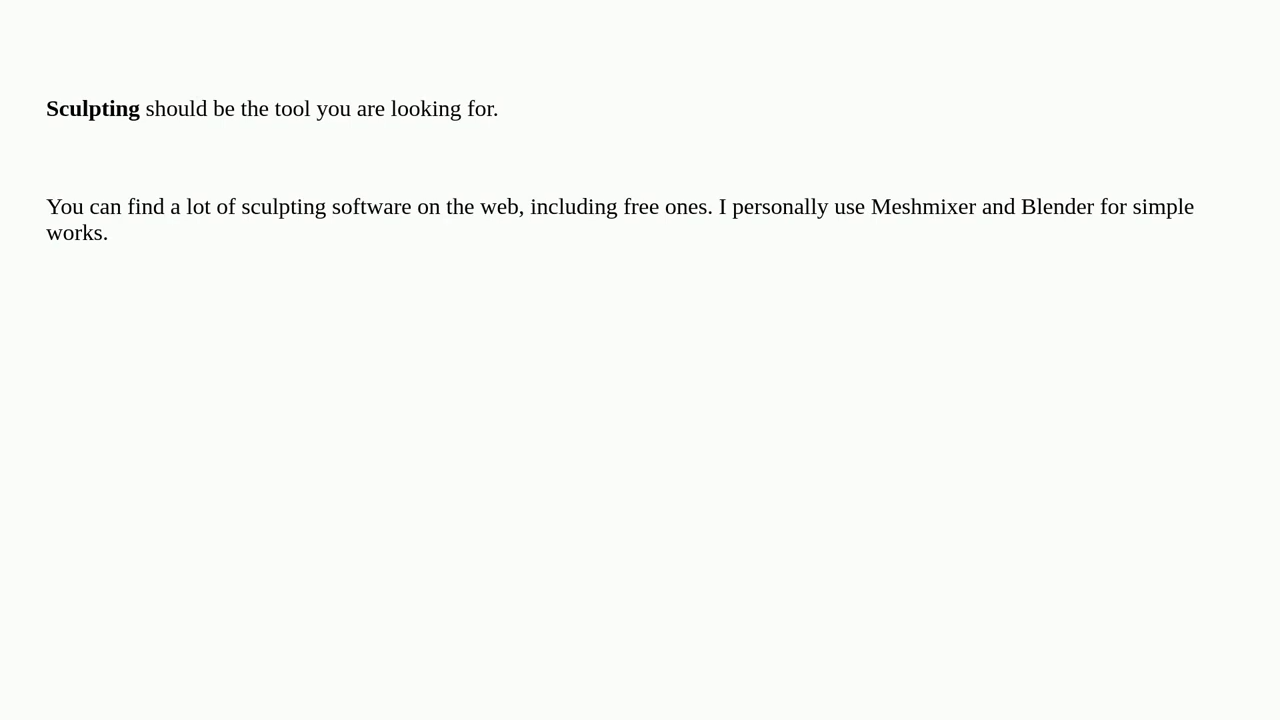 Sculpting should be the tool you are looking for.
You can find a lot of sculpting software on the web, including free ones. I personally use Meshmixer and Blender for simple
works.